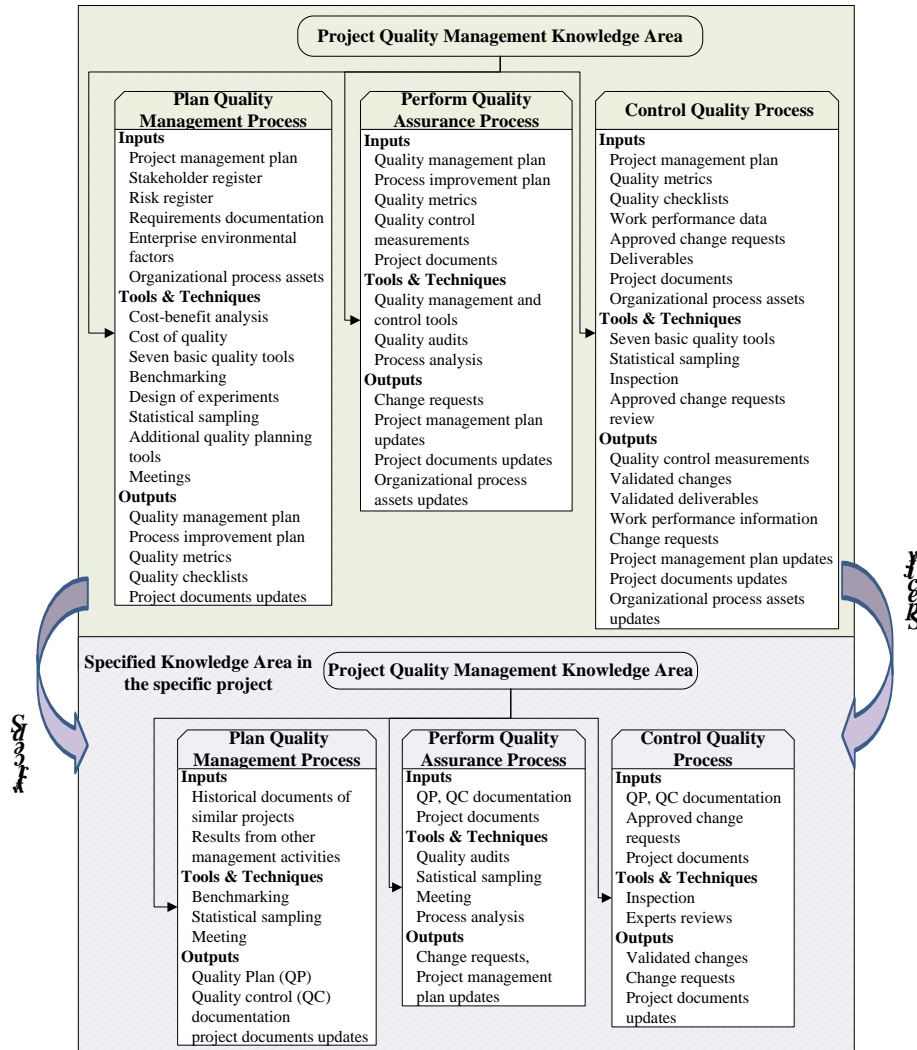 Project Quality Management Knowledge Area
Plan Quality
Management Process
Inputs
Project management plan
Stakeholder register
Risk register
Requirements documentation
Enterprise environmental
factors
Organizational process assets
Tools & Techniques
Cost-benefit analysis
Cost of quality
Seven basic quality tools
Benchmarking
Design of experiments
Statistical sampling
Additional quality planning
tools
Meetings
Outputs
Quality management plan
Process improvement plan
Quality metrics
Quality checklists
Project documents updates
Perform Quality
Assurance Process
Inputs
Quality management plan
Process improvement plan
Quality metrics
Quality control
measurements
Project documents
Tools & Techniques
Quality management and
control tools
Quality audits
Process analysis
Outputs
Change requests
Project management plan
updates
Project documents updates
Organizational process
assets updates
Control Quality Process
Inputs
Project management plan
Quality metrics
Quality checklists
Work performance data
Approved change requests
Deliverables
Project documents
Organizational process assets
Tools & Techniques
Seven basic quality tools
Statistical sampling
Inspection
Approved change requests
review
Outputs
Quality control measurements
Validated changes
Validated deliverables
Work performance information
Change requests
Project management plan updates
Project documents updates
Organizational process assets
updates
Specify
Specify
Specified Knowledge Area in
the specific project
Project Quality Management Knowledge Area
Plan Quality
Management Process
Inputs
Historical documents of
similar projects
Results from other
management activities
Tools & Techniques
Benchmarking
Statistical sampling
Meeting
Outputs
Quality Plan (QP)
Quality control (QC)
documentation
project documents updates
Perform Quality
Assurance Process
Inputs
QP, QC documentation
Project documents
Tools & Techniques
Quality audits
Satistical sampling
Meeting
Process analysis
Outputs
Change requests,
Project management
plan updates
Control Quality
Process
Inputs
QP, QC documentation
Approved change
requests
Project documents
Tools & Techniques
Inspection
Experts reviews
Outputs
Validated changes
Change requests
Project documents
updates